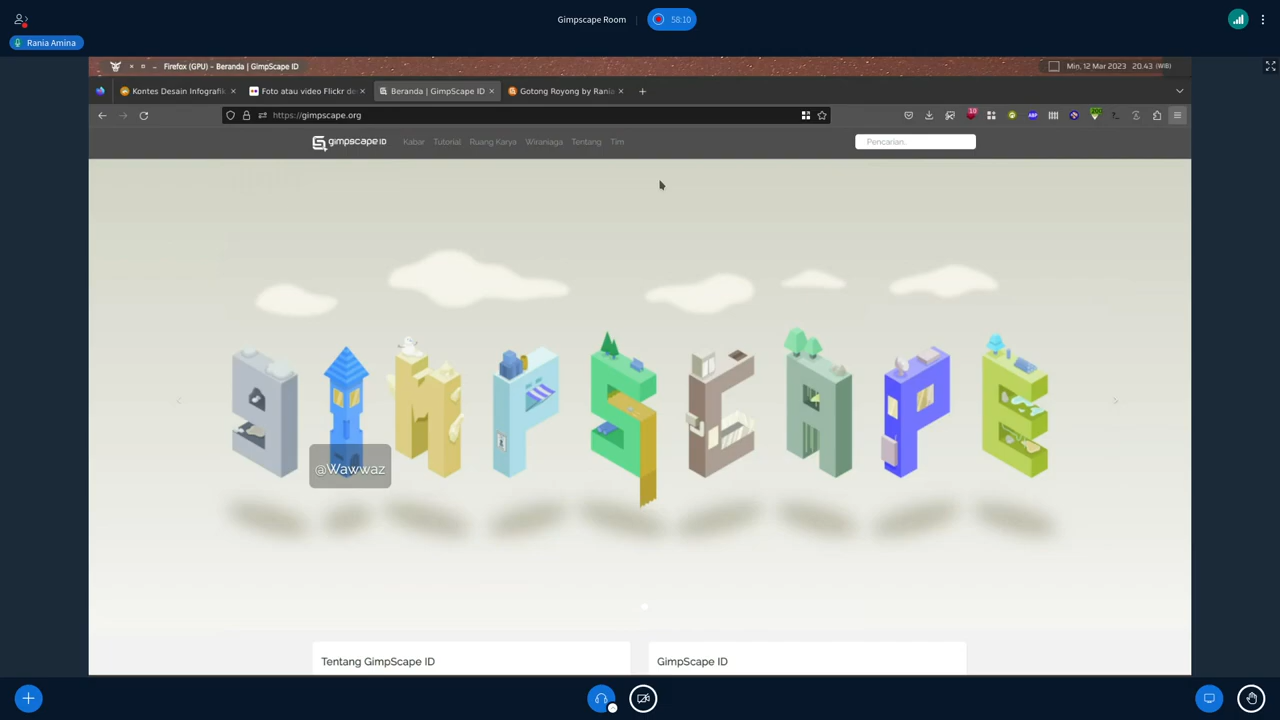 Gimpscape Room
58:10
Rania Amina
Firefox (GPU) - Beranda | GimpScape ID
Min, 12 Mar 2023 20.43 (WIB)
Kontes Desain Infografik
Foto atau video Flickr de
Beranda | GimpScape ID
Gotong Royong by Rania
https://gimpscape.org
10
ABP
gimpscape ID
Kabar
Tutorial
Ruang Karya
Wiraniaga
Tentang
Tim
Pencarian..
GIMPSCAPE
@Wawwaz
Tentang GimpScape ID
GimpScape ID